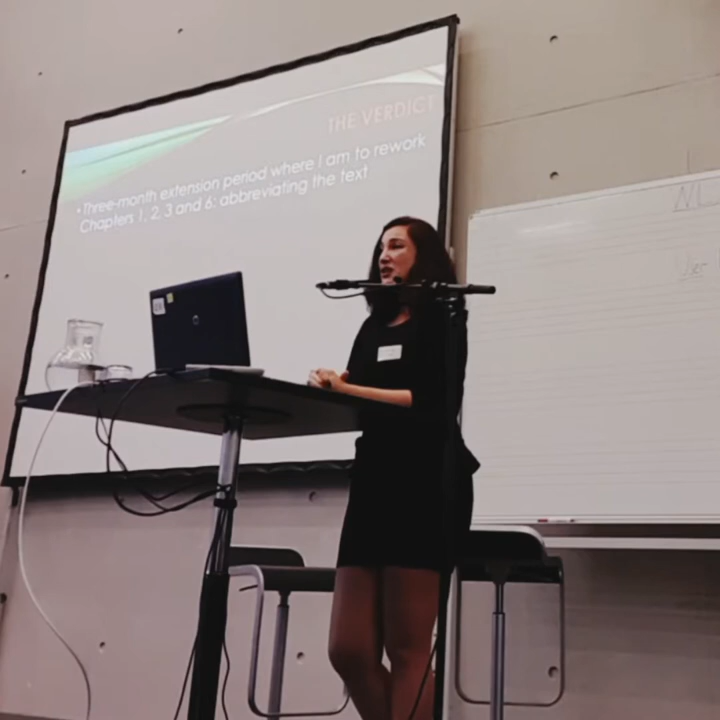 THE VERDICT
•Three-month extension period where I am to rework
Chapters 1, 2, 3 and 6: abbreviating the text